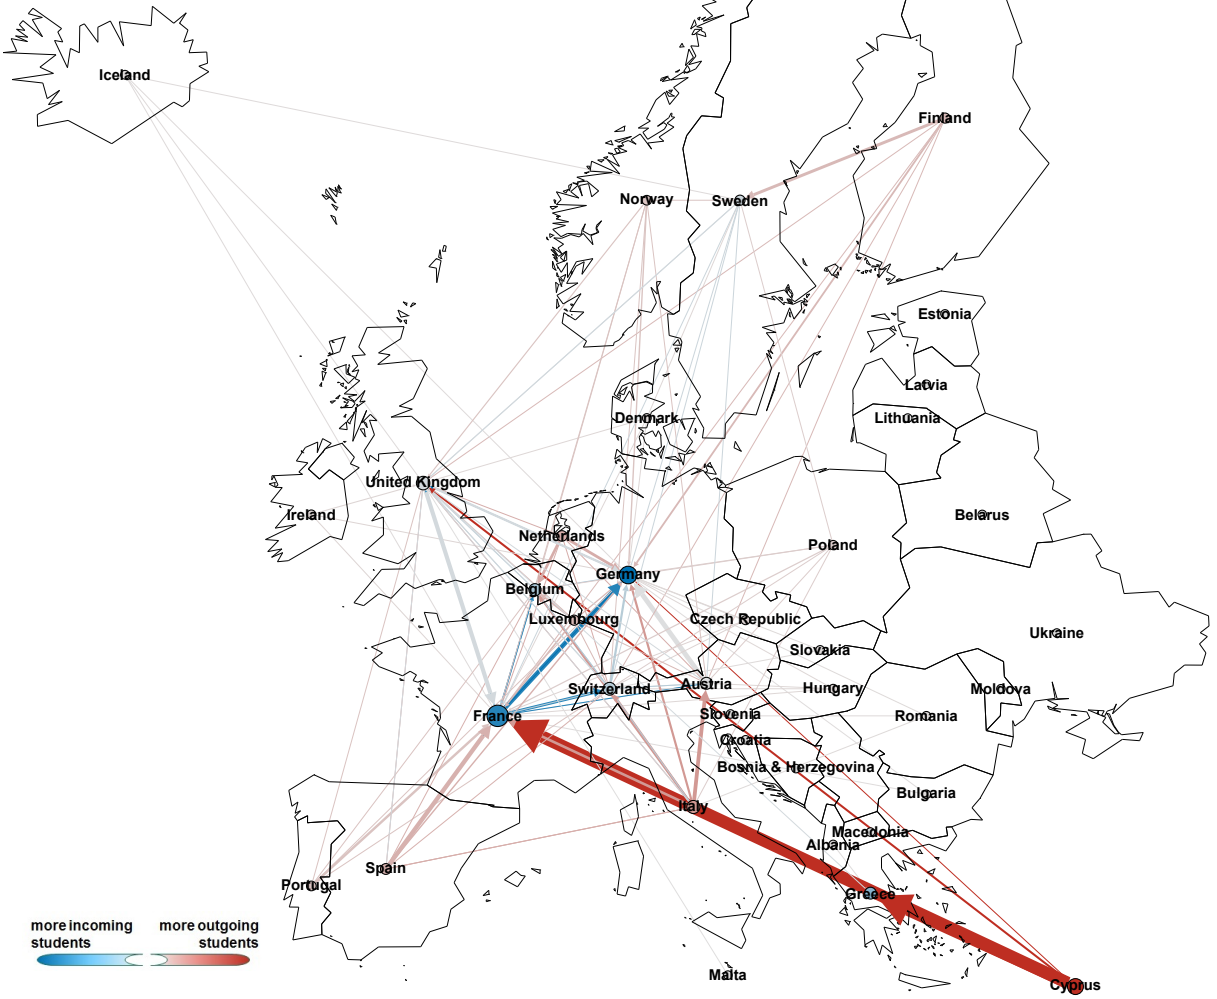 Iceland
Finland
Norway
Sweden
Estonia
Latvia
Denmark
Lithuania
United Kingdom
Ireland
Belarus
Netherlands
Poland
Germany
Belgium
Luxembourg
Czech Republic
Ukraine
Slovakia
Switzerland
Austria
Hungary
Moldova
France
Slovenia
Romania
Croatia
Bosnia & Herzegovina
Bulgaria
Italy
Macedonia
Albania
Spain
Portugal
Greece
more incoming students
more outgoing students
Malta
Cyprus